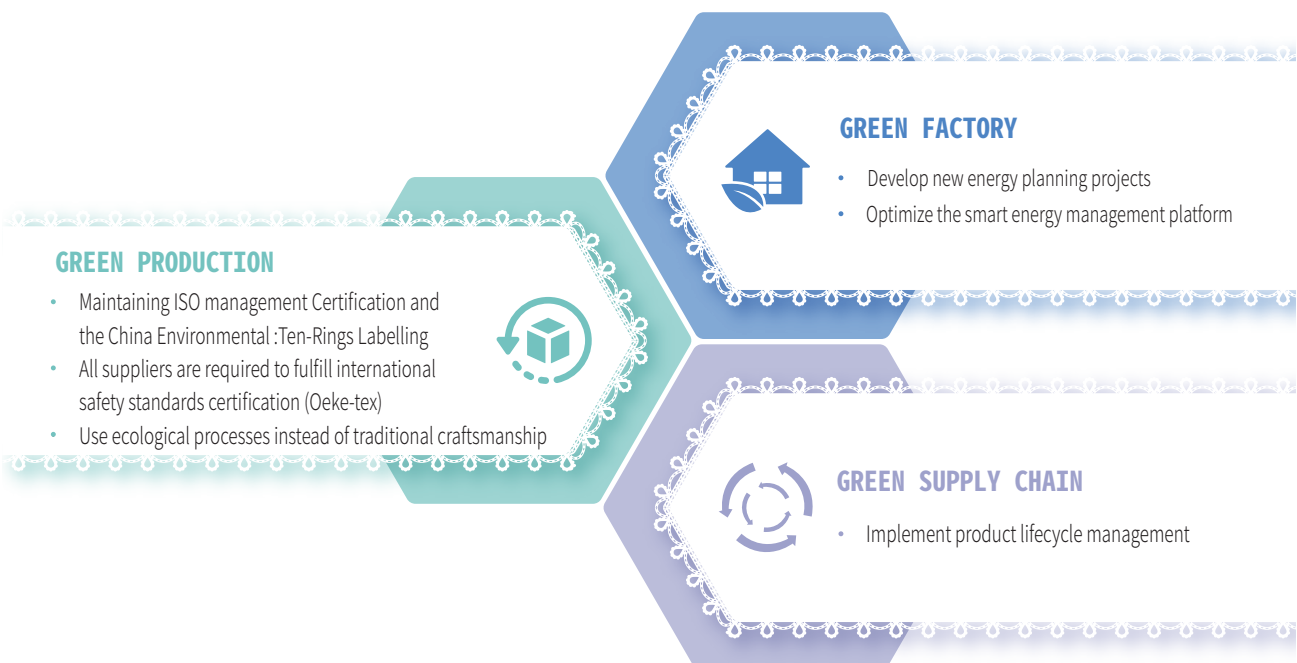 GREEN FACTORY
• Develop new energy planning projects
• Optimize the smart energy management platform
GREEN PRODUCTION
• Maintaining ISO management Certification and
the China Environmental :Ten-Rings Labelling
• All suppliers are required to fulfill international
safety standards certification (Oeke-tex)
• Use ecological processes instead of traditional craftsmanship
GREEN SUPPLY CHAIN
• Implement product lifecycle management